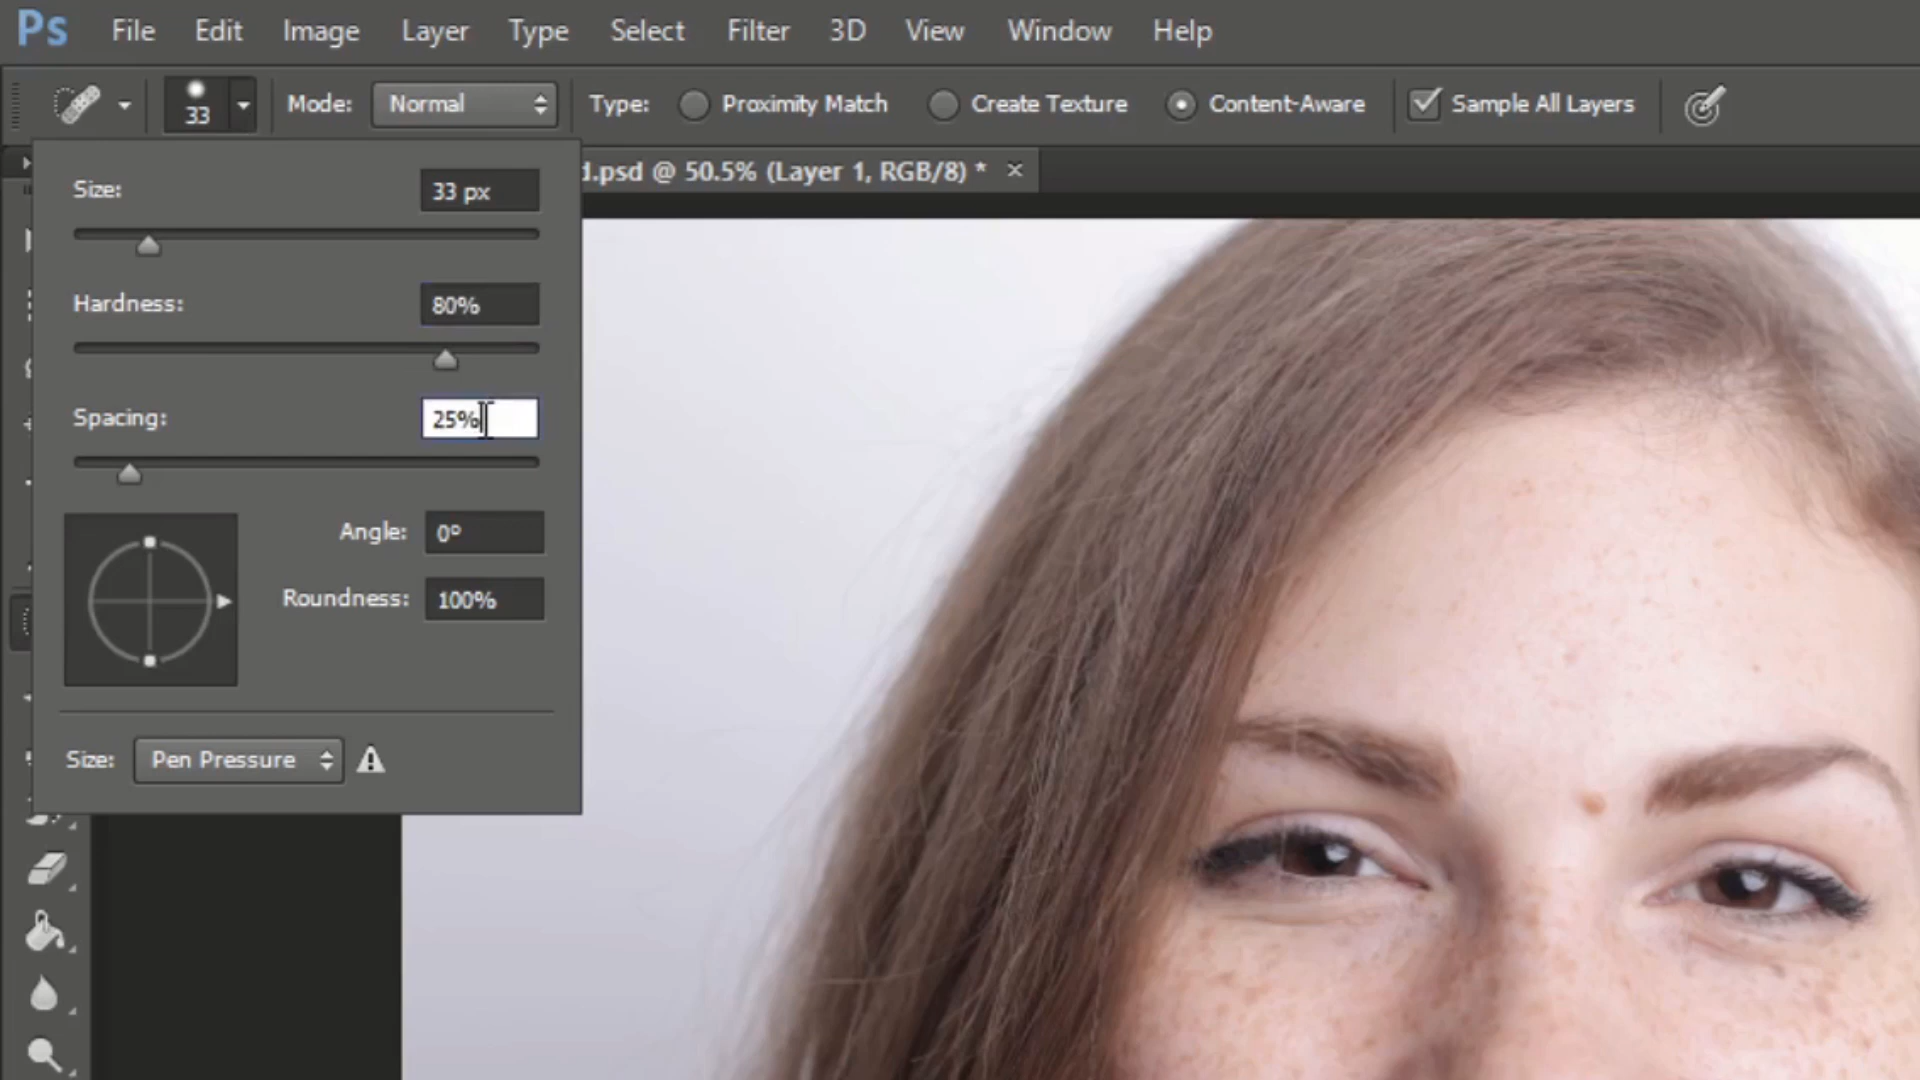 Ps File Edit Image Layer Type Select Filter 3D View Window Help
33 Mode: Normal Type: Proximity Match Create Texture Content-Aware Sample All Layers
d.psd @ 50.5% (Layer 1, RGB/8) * ×
Size: 33 px
Hardness: 80%
Spacing: 25%
Angle: 0º
Roundness: 100%
Size: Pen Pressure